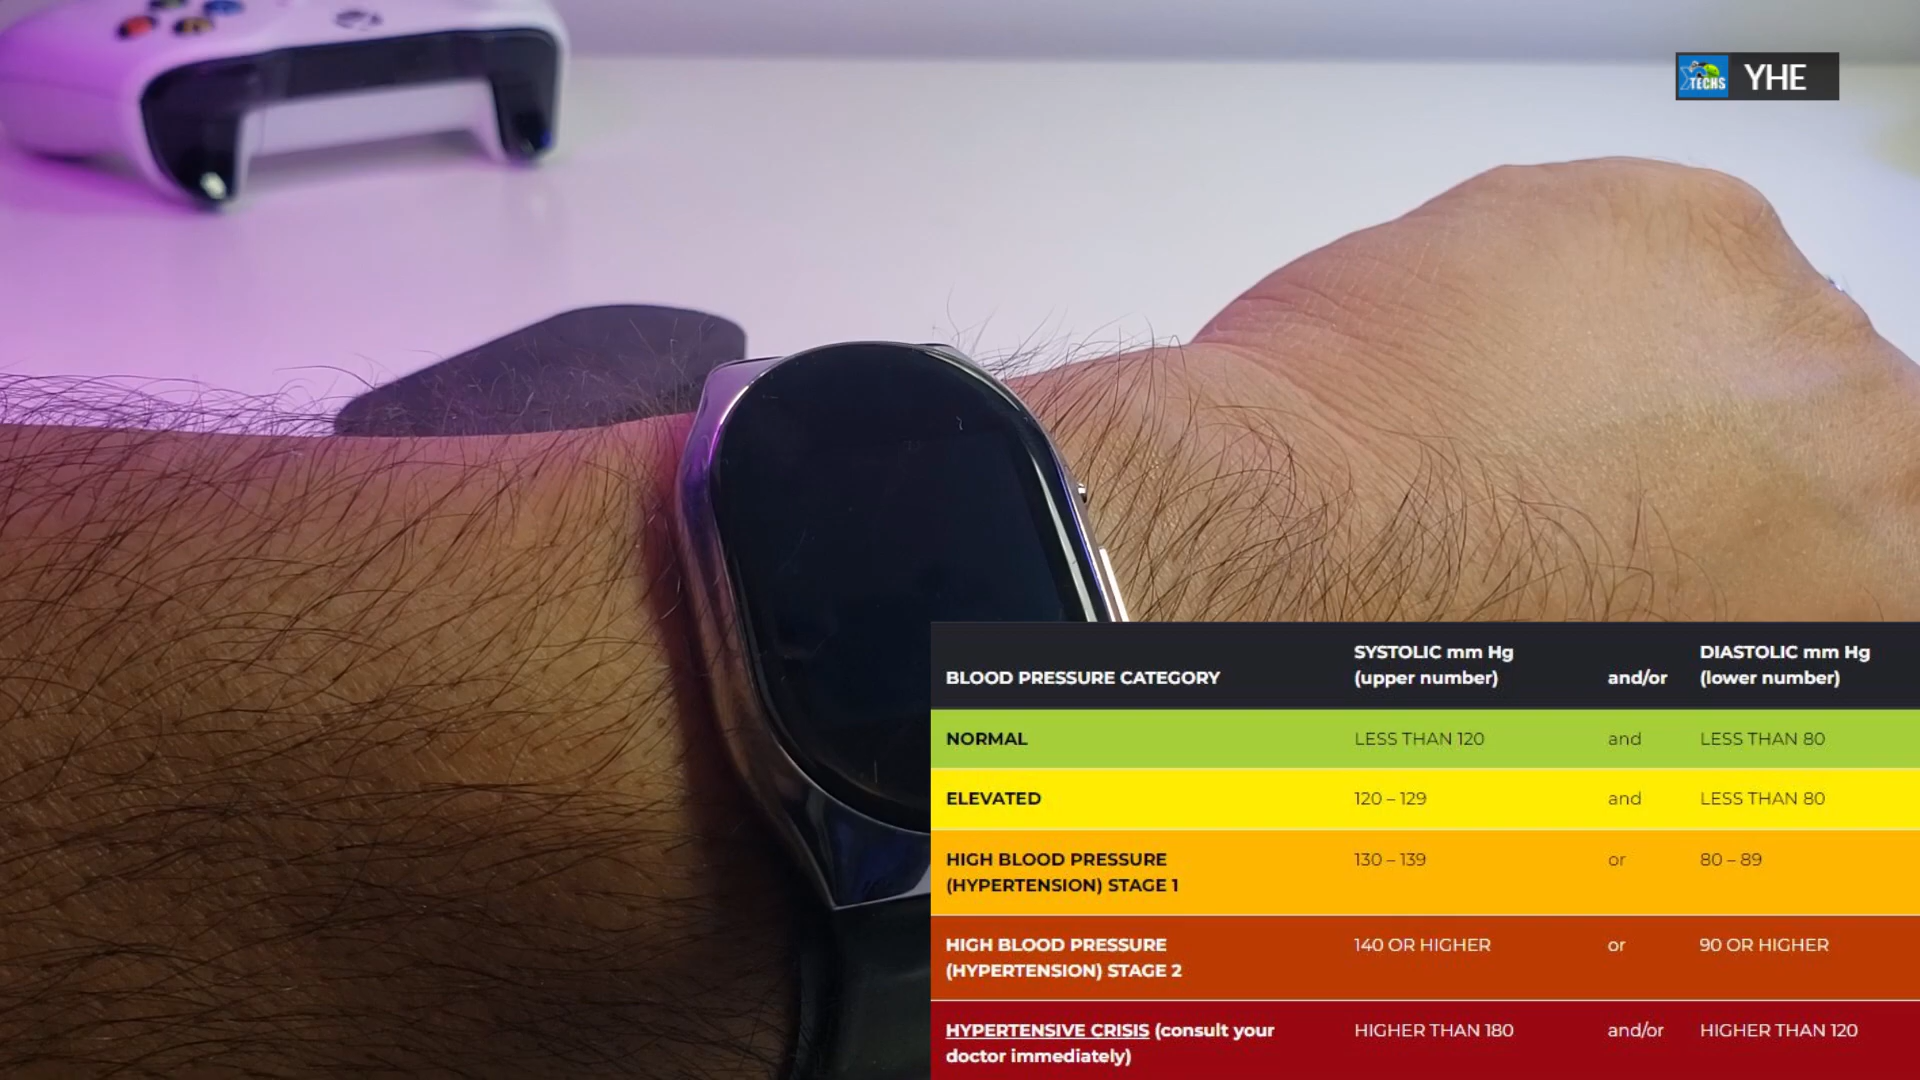 TECHS YHE
BLOOD PRESSURE CATEGORY SYSTOLIC mm Hg (upper number) and/or DIASTOLIC mm Hg (lower number)
NORMAL LESS THAN 120 and LESS THAN 80
ELEVATED 120 – 129 and LESS THAN 80
HIGH BLOOD PRESSURE (HYPERTENSION) STAGE 1 130 – 139 or 80 – 89
HIGH BLOOD PRESSURE (HYPERTENSION) STAGE 2 140 OR HIGHER or 90 OR HIGHER
HYPERTENSIVE CRISIS (consult your doctor immediately) HIGHER THAN 180 and/or HIGHER THAN 120